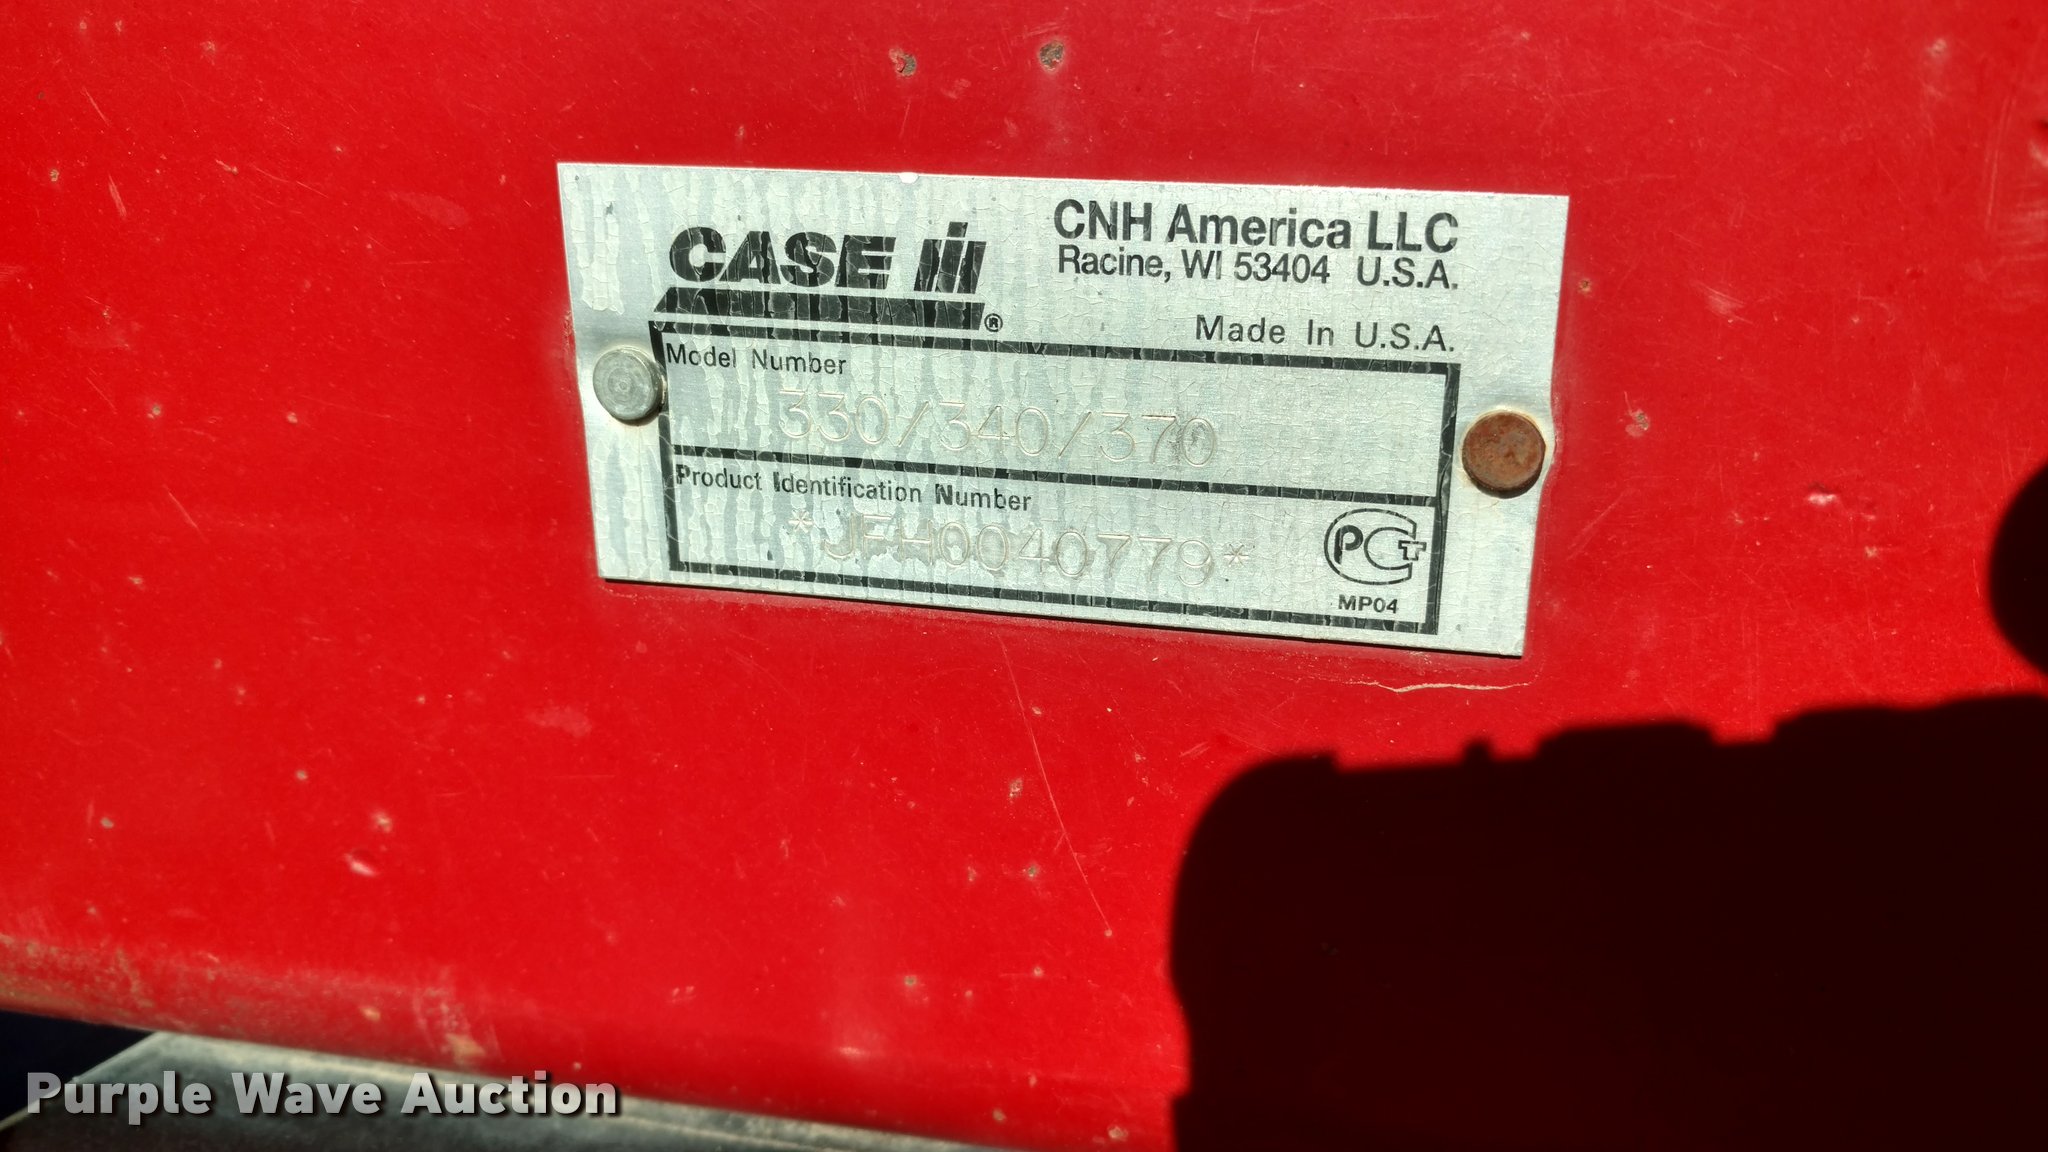 CASE IH ®
CNH America LLC
Racine, WI 53404 U.S.A.
Made In U.S.A.
Model Number
330/340/370
Product Identification Number
*JFH0040779*
PCT
MP04
Purple Wave Auction